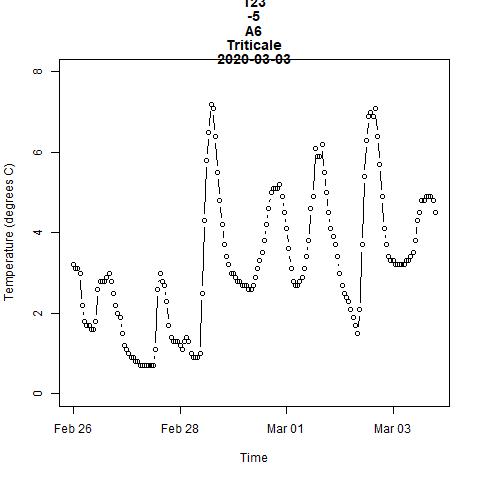 123
-5
A6
Triticale
2020-03-03
Temperature (degrees C)
8
6
4
2
0
Feb 26 Feb 28 Mar 01 Mar 03
Time